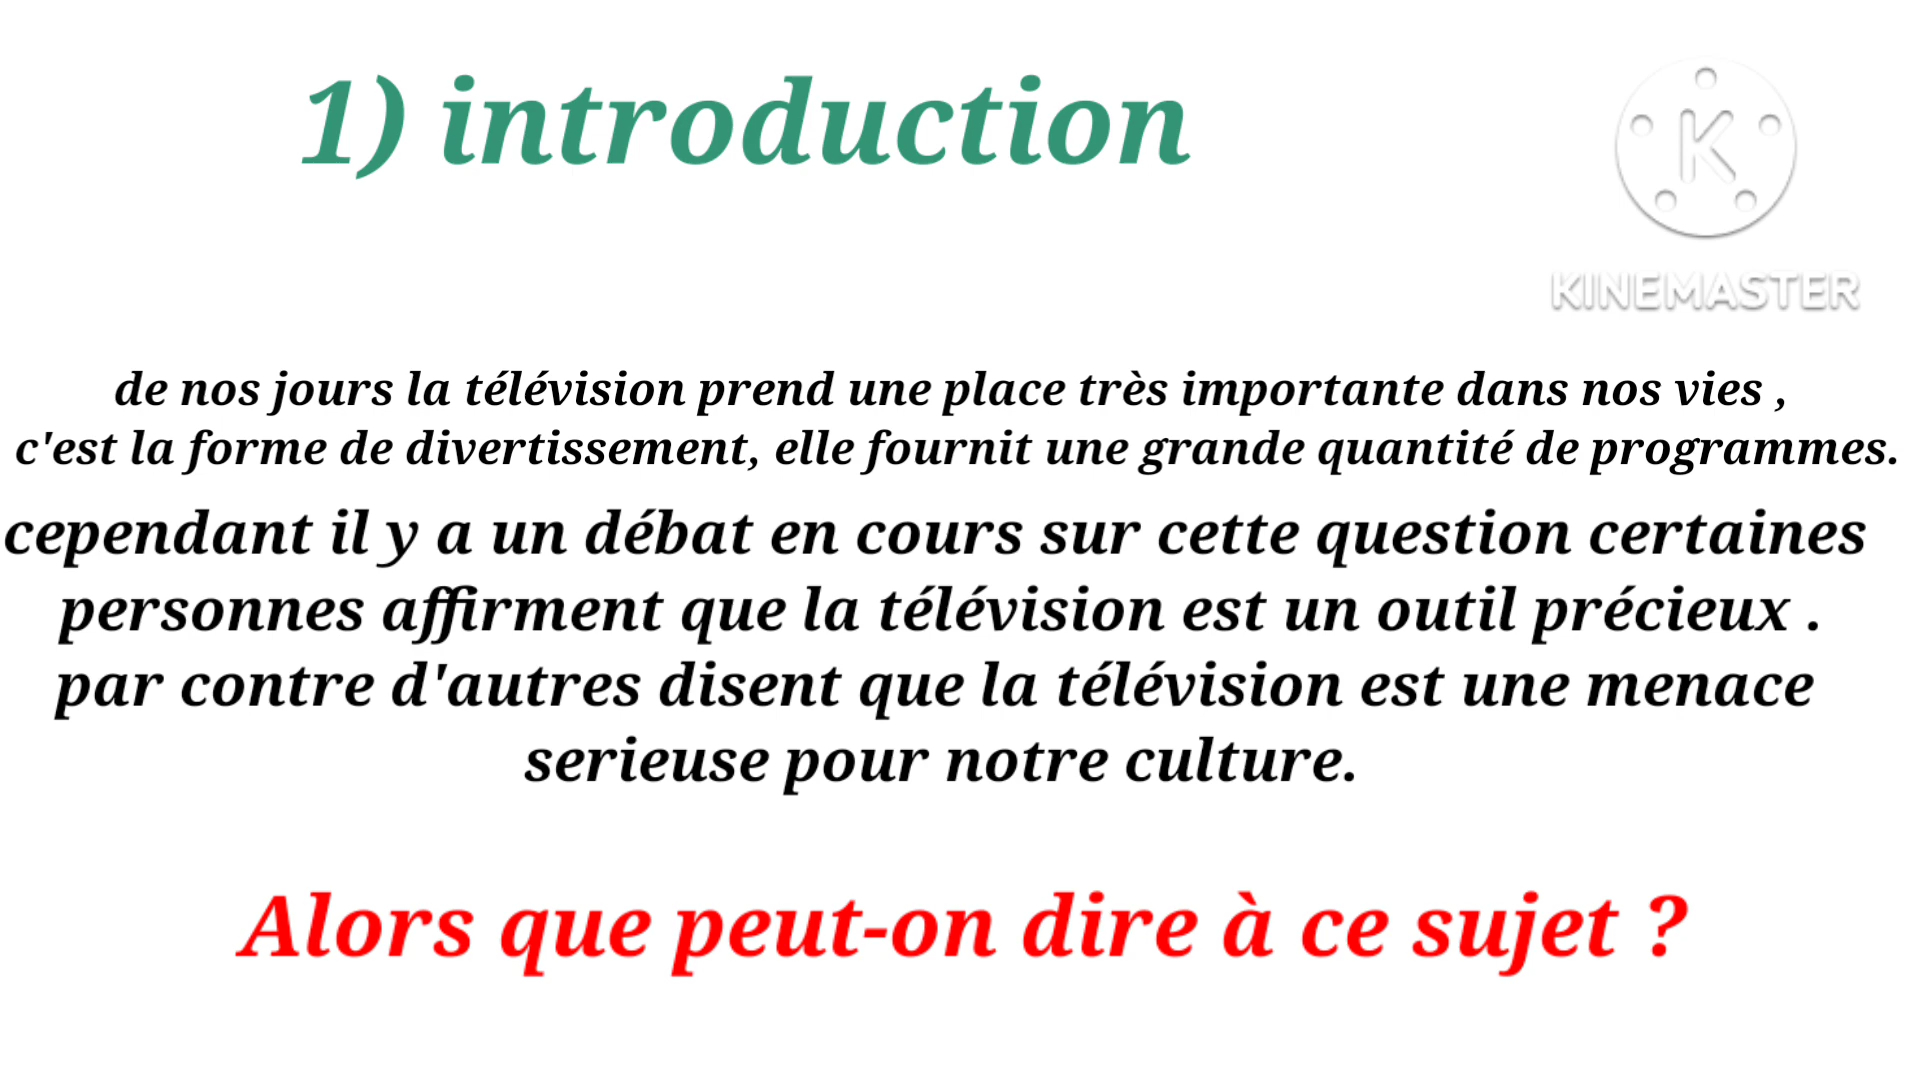 1) introduction
K
KINEMASTER
de nos jours la télévision prend une place très importante dans nos vies ,
c'est la forme de divertissement, elle fournit une grande quantité de programmes.
cependant il y a un débat en cours sur cette question certaines
personnes affirment que la télévision est un outil précieux .
par contre d'autres disent que la télévision est une menace
serieuse pour notre culture.
Alors que peut-on dire à ce sujet ?